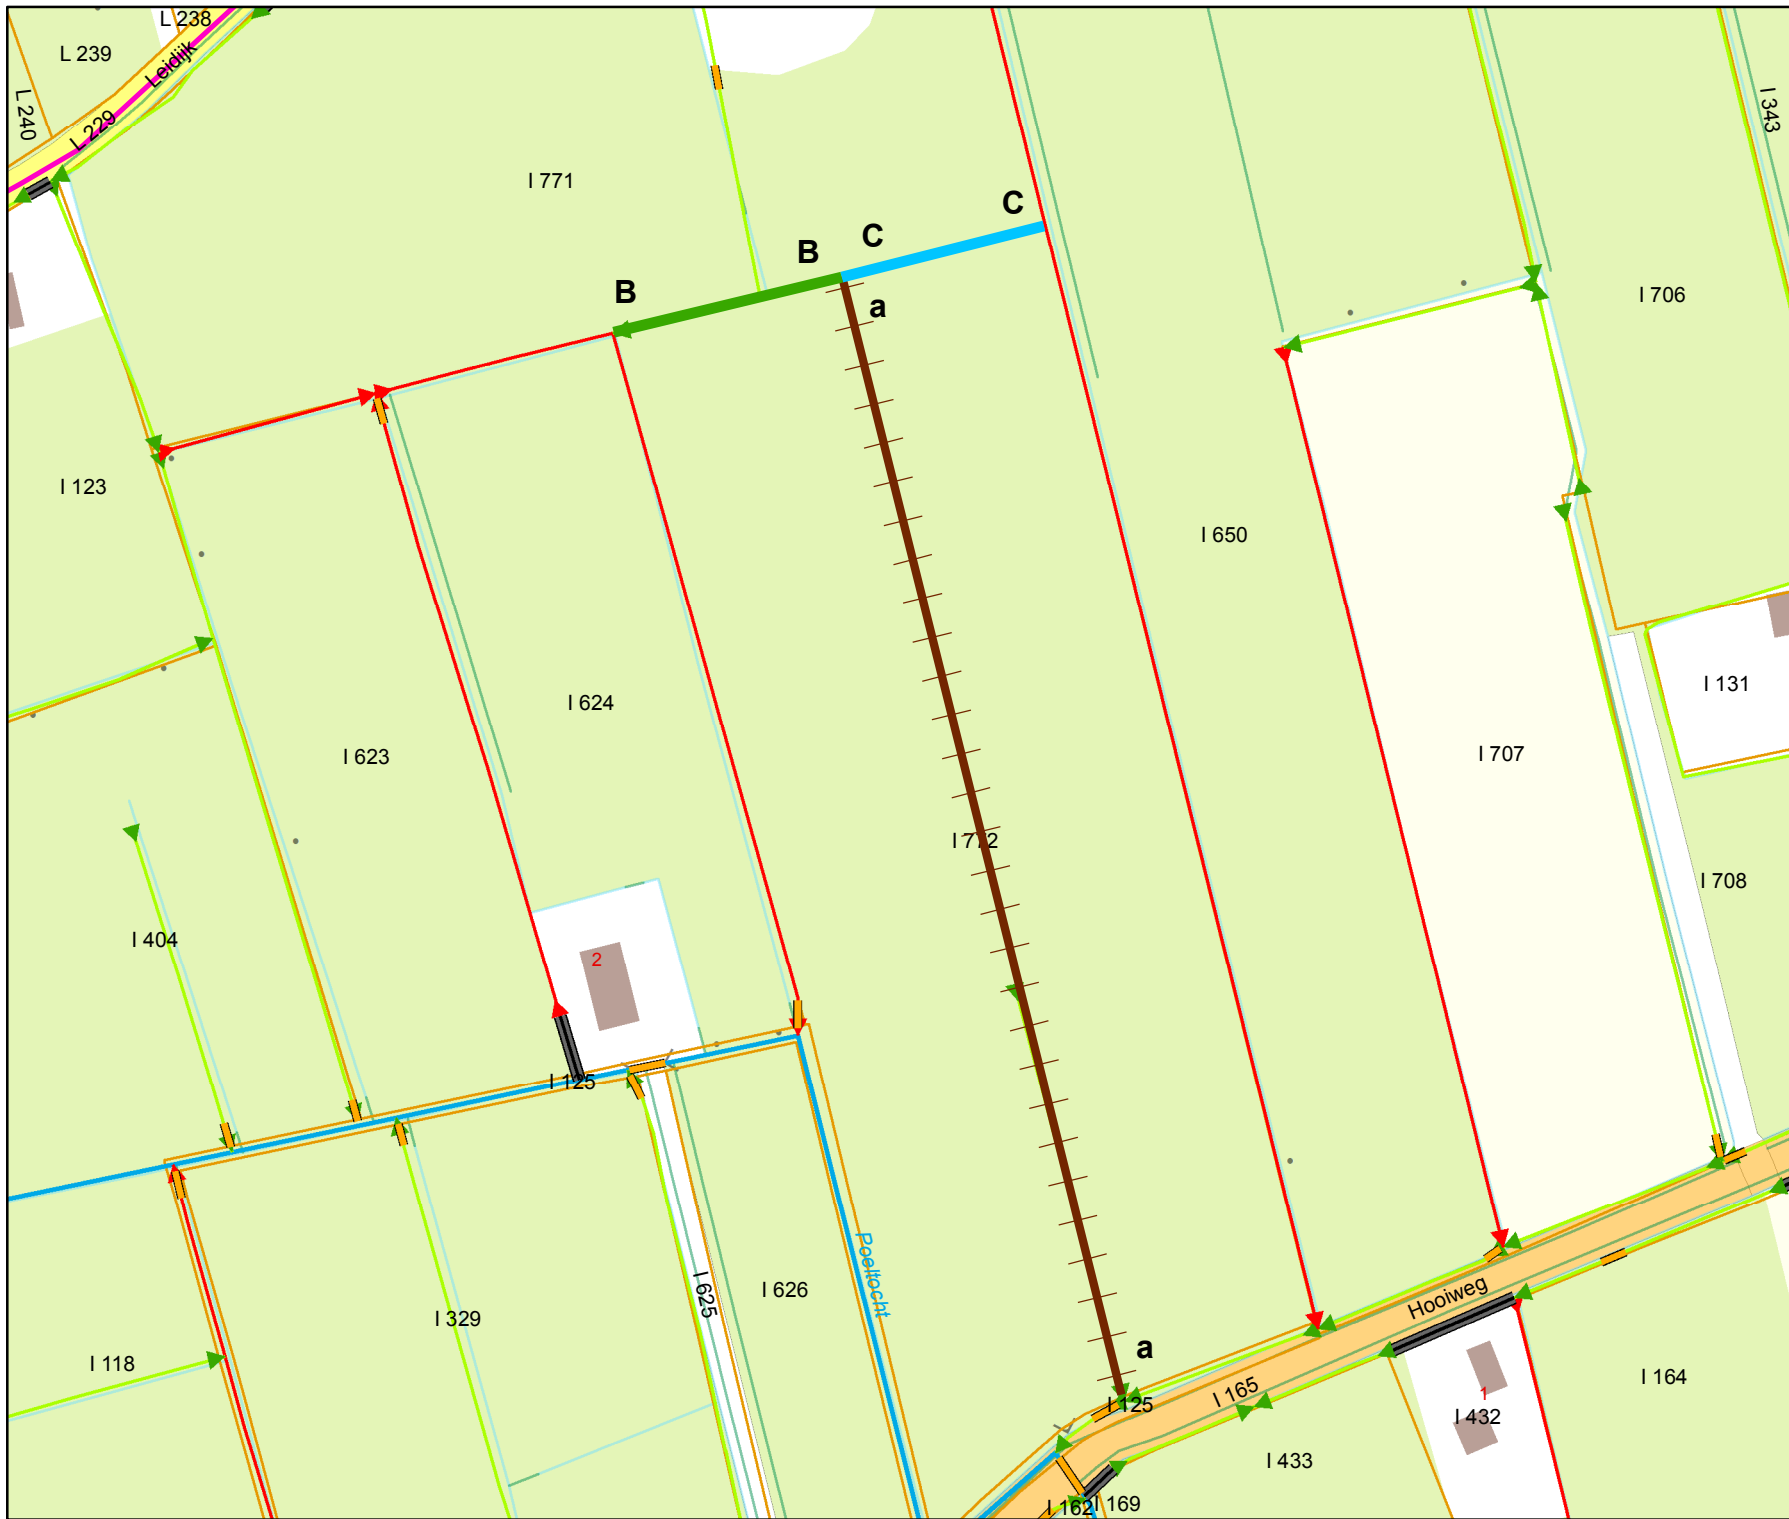 L 238
L 239
Leidijk
L 240
L 229
I 343
I 771
C
C
B
B
a
I 706
I 123
I 650
I 131
I 624
I 623
I 707
I 772
I 708
I 404
2
I 125
Poeltocht
I 625
I 626
I 329
Hooiweg
a
I 118
I 165
I 125
1
I 432
I 164
I 433
I 162
I 169